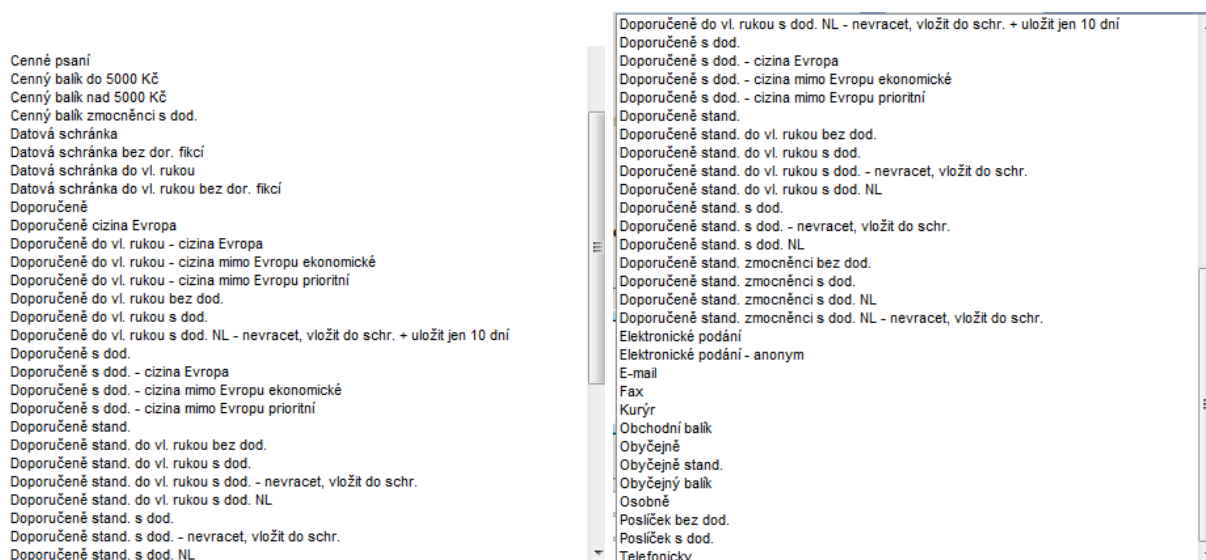 Cenné psaní
Cenný balík do 5000 Kč
Cenný balík nad 5000 Kč
Cenný balík zmocněnci s dod.
Datová schránka
Datová schránka bez dor. fikcí
Datová schránka do vl. rukou
Datová schránka do vl. rukou bez dor. fikcí
Doporučeně
Doporučeně cizina Evropa
Doporučeně do vl. rukou - cizina Evropa
Doporučeně do vl. rukou - cizina mimo Evropu ekonomické
Doporučeně do vl. rukou - cizina mimo Evropu prioritní
Doporučeně do vl. rukou bez dod.
Doporučeně do vl. rukou s dod.
Doporučeně do vl. rukou s dod. NL - nevracet, vložit do schr. + uložit jen 10 dní
Doporučeně s dod.
Doporučeně s dod. - cizina Evropa
Doporučeně s dod. - cizina mimo Evropu ekonomické
Doporučeně s dod. - cizina mimo Evropu prioritní
Doporučeně stand.
Doporučeně stand. do vl. rukou bez dod.
Doporučeně stand. do vl. rukou s dod.
Doporučeně stand. do vl. rukou s dod. - nevracet, vložit do schr.
Doporučeně stand. do vl. rukou s dod. NL
Doporučeně stand. s dod.
Doporučeně stand. s dod. - nevracet, vložit do schr.
Doporučeně stand. s dod. NL
Doporučeně do vl. rukou s dod. NL - nevracet, vložit do schr. + uložit jen 10 dní
Doporučeně s dod.
Doporučeně s dod. - cizina Evropa
Doporučeně s dod. - cizina mimo Evropu ekonomické
Doporučeně s dod. - cizina mimo Evropu prioritní
Doporučeně stand.
Doporučeně stand. do vl. rukou bez dod.
Doporučeně stand. do vl. rukou s dod.
Doporučeně stand. do vl. rukou s dod. - nevracet, vložit do schr.
Doporučeně stand. do vl. rukou s dod. NL
Doporučeně stand. s dod.
Doporučeně stand. s dod. - nevracet, vložit do schr.
Doporučeně stand. s dod. NL
Doporučeně stand. zmocněnci bez dod.
Doporučeně stand. zmocněnci s dod.
Doporučeně stand. zmocněnci s dod. NL
Doporučeně stand. zmocněnci s dod. NL - nevracet, vložit do schr.
Elektronické podání
Elektronické podání - anonym
E-mail
Fax
Kurýr
Obchodní balík
Obyčejně
Obyčejně stand.
Obyčejný balík
Osobně
Poslíček bez dod.
Poslíček s dod.
Telefonicky